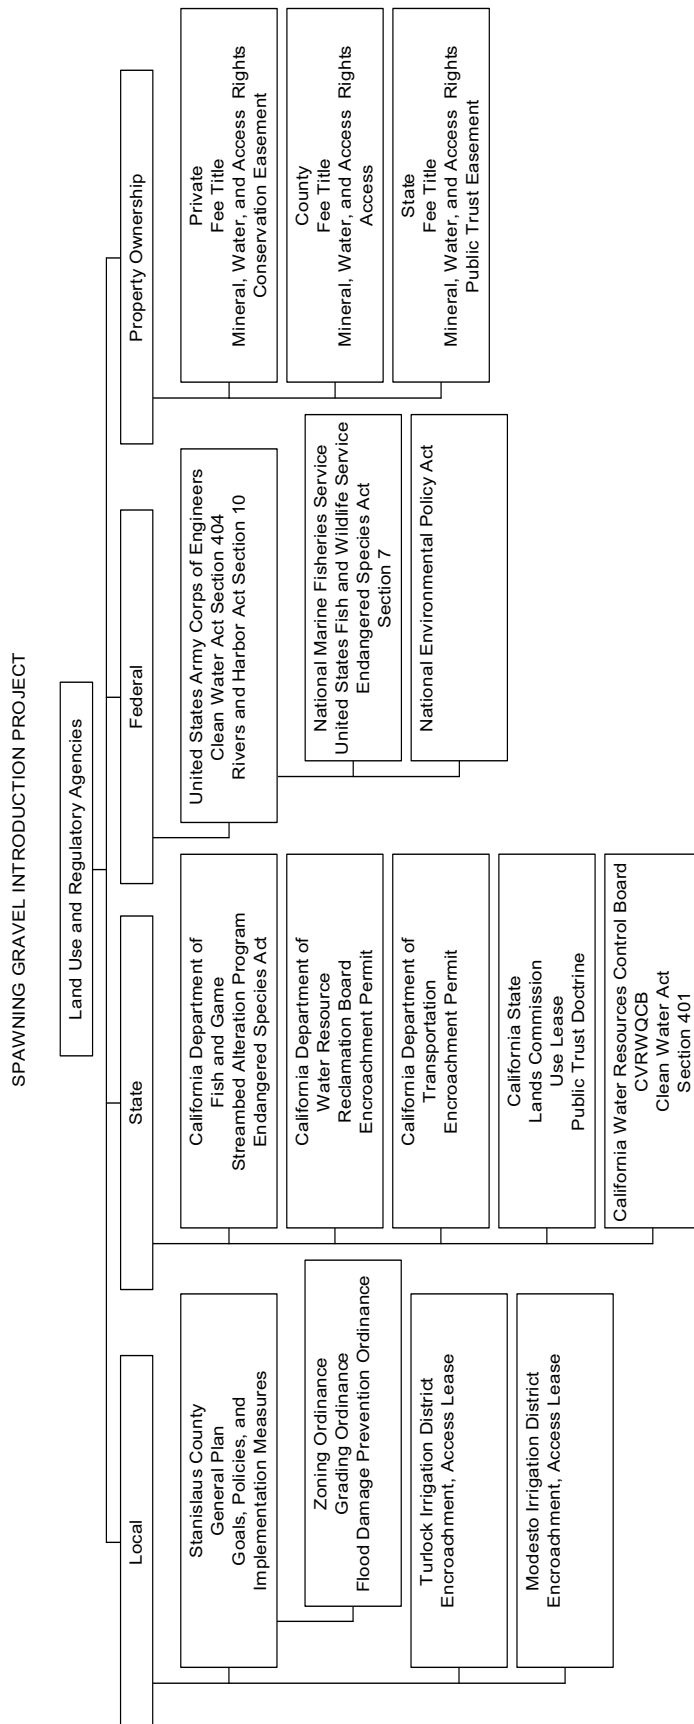 SPAWNING GRAVEL INTRODUCTION PROJECT
Land Use and Regulatory Agencies
Local
Stanislaus County
General Plan
Goals, Policies, and
Implementation Measures
Zoning Ordinance
Grading Ordinance
Flood Damage Prevention Ordinance
Turlock Irrigation District
Encroachment, Access Lease
Modesto Irrigation District
Encroachment, Access Lease
State
California Department of
Fish and Game
Streambed Alteration Program
Endangered Species Act
California Department of
Water Resource
Reclamation Board
Encroachment Permit
California Department of
Transportation
Encroachment Permit
California State
Lands Commission
Use Lease
Public Trust Doctrine
California Water Resources Control Board
CVRWQCB
Clean Water Act
Section 401
Federal
United States Army Corps of Engineers
Clean Water Act Section 404
Rivers and Harbor Act Section 10
National Marine Fisheries Service
United States Fish and Wildlife Service
Endangered Species Act
Section 7
National Environmental Policy Act
Property Ownership
Private
Fee Title
Mineral, Water, and Access Rights
Conservation Easement
County
Fee Title
Mineral, Water, and Access Rights
Access
State
Fee Title
Mineral, Water, and Access Rights
Public Trust Easement